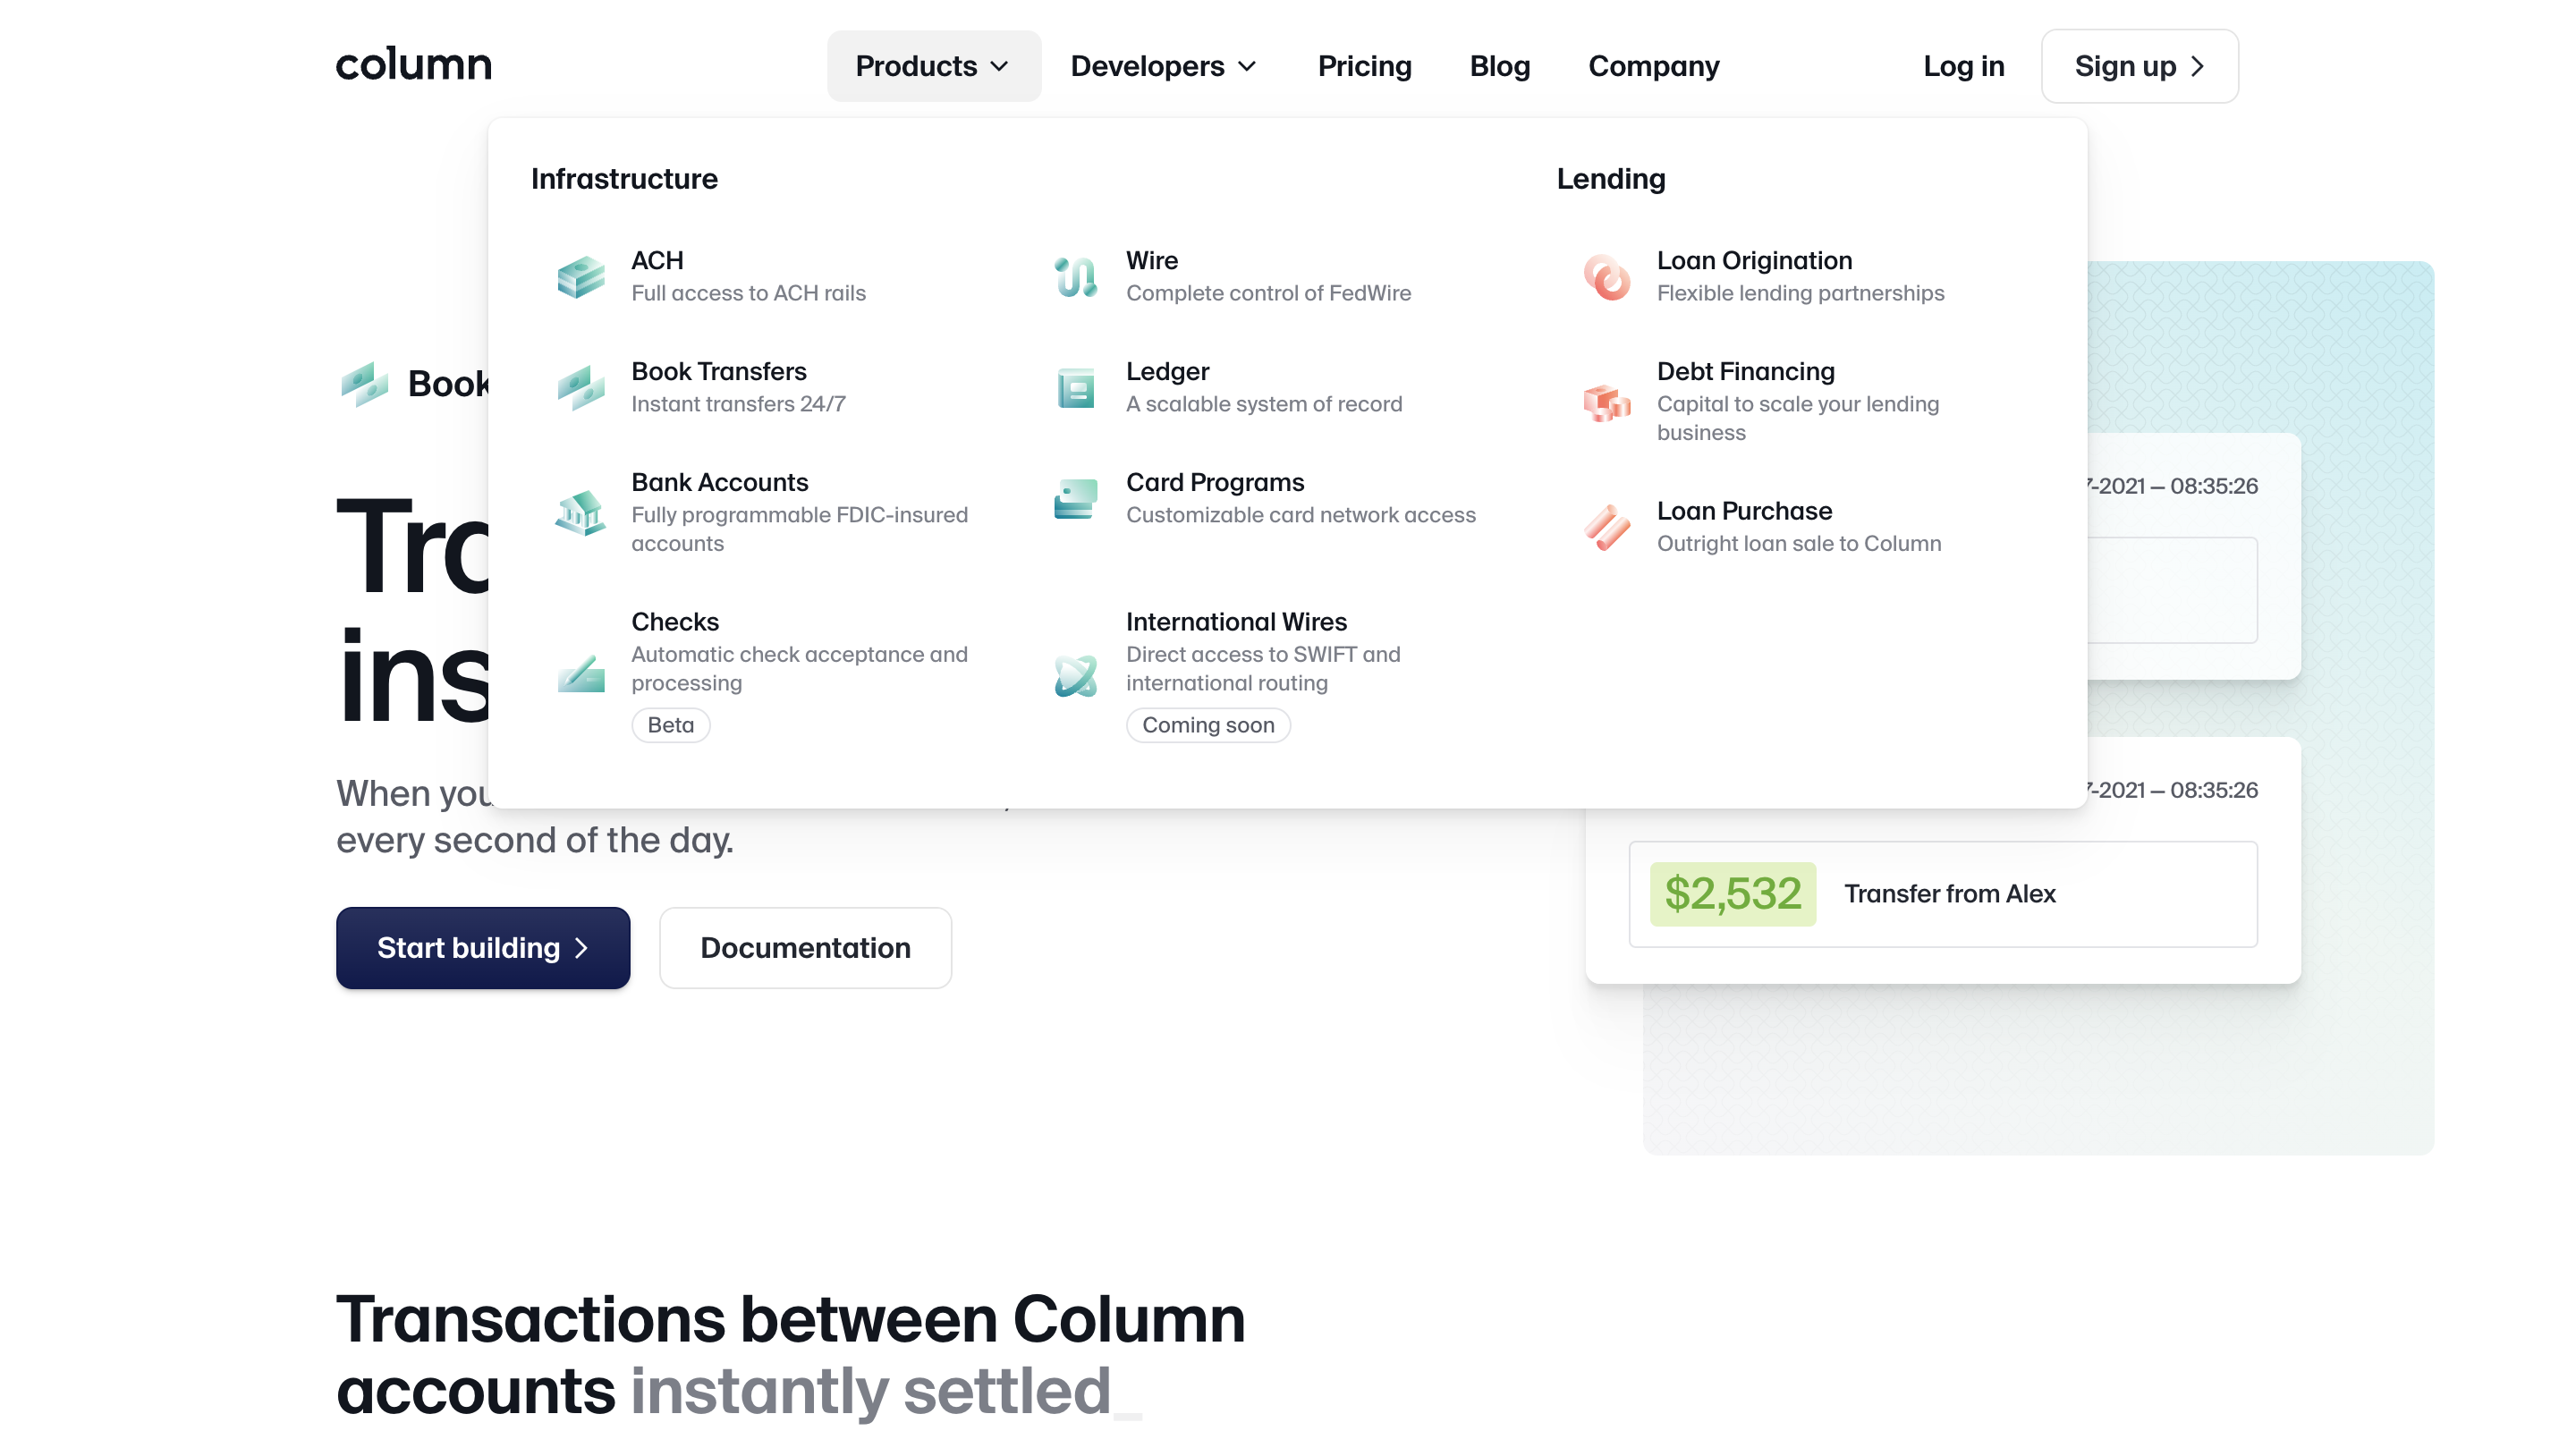 column
Products
Developers
Pricing
Blog
Company
Log in
Sign up
Infrastructure
ACH
Full access to ACH rails
Book Transfers
Instant transfers 24/7
Bank Accounts
Fully programmable FDIC-insured
accounts
Checks
Automatic check acceptance and
processing
Beta
Wire
Complete control of FedWire
Ledger
A scalable system of record
Card Programs
Customizable card network access
International Wires
Direct access to SWIFT and
international routing
Coming soon
Lending
Loan Origination
Flexible lending partnerships
Debt Financing
Capital to scale your lending
business
Loan Purchase
Outright loan sale to Column
Book
When you
every second of the day.
Start building
Documentation
-2021 — 08:35:26
-2021 — 08:35:26
$2,532
Transfer from Alex
Transactions between Column
accounts instantly settled_